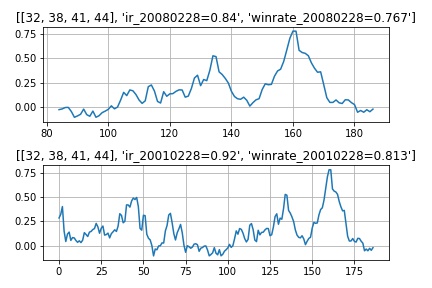 [[32, 38, 41, 44], 'ir_20080228=0.84', 'winrate_20080228=0.767']
0.75
0.50
0.25
0.00
80 100 120 140 160 180
[[32, 38, 41, 44], 'ir_20010228=0.92', 'winrate_20010228=0.813']
0.75
0.50
0.25
0.00
0 25 50 75 100 125 150 175